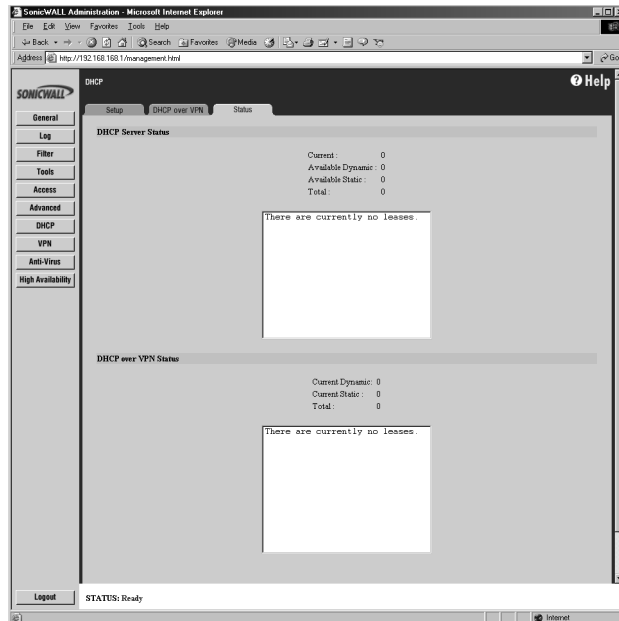 SonicWALL Administration - Microsoft Internet Explorer
File Edit View Favorites Tools Help
Back Search Favorites Media
Address http://192.168.168.1/management.html Go
SONICWALL
DHCP
Help
Setup DHCP over VPN Status
General
Log
Filter
Tools
Access
Advanced
DHCP
VPN
Anti-Virus
High Availability
DHCP Server Status
Current : 0
Available Dynamic : 0
Available Static : 0
Total : 0
There are currently no leases.
DHCP over VPN Status
Current Dynamic: 0
Current Static : 0
Total : 0
There are currently no leases.
Logout
STATUS: Ready
Internet